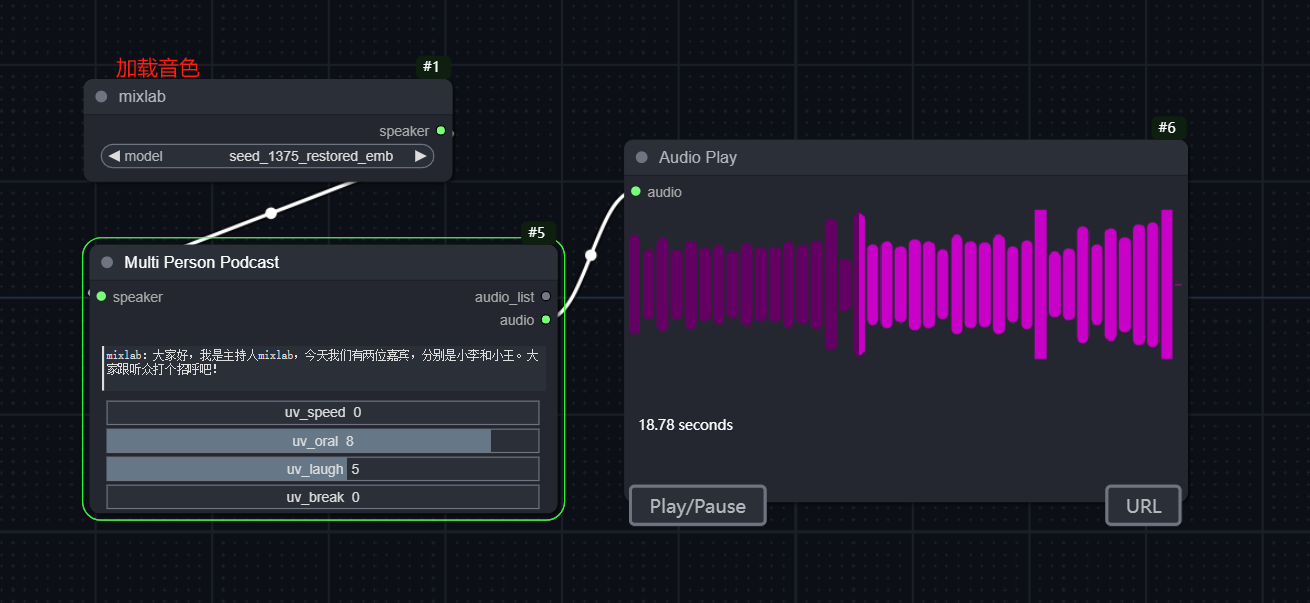 加载音色
#1
mixlab
speaker
model seed_1375_restored_emb
#5
Multi Person Podcast
speaker
audio_list
audio
mixlab: 大家好，我是主持人mixlab，今天我们有两位嘉宾，分别是小李和小王。大
家跟听众打个招呼吧!
uv_speed 0
uv_oral 8
uv_laugh 5
uv_break 0
#6
Audio Play
audio
18.78 seconds
Play/Pause
URL